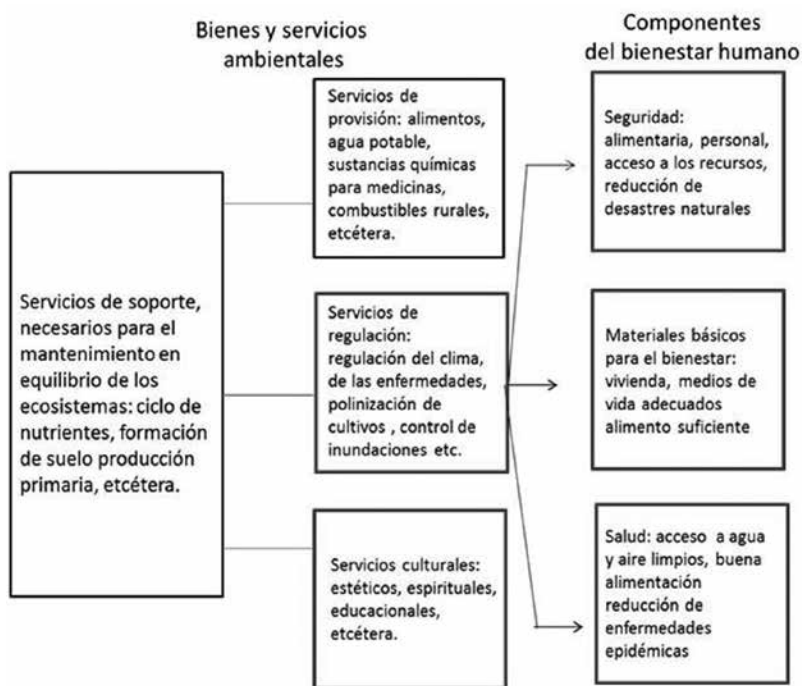 Bienes y servicios
ambientales
Componentes
del bienestar humano
Servicios de soporte,
necesarios para el
mantenimiento en
equilibrio de los
ecosistemas: ciclo de
nutrientes, formación
de suelo producción
primaria, etcétera.
Servicios de
provisión: alimentos,
agua potable,
sustancias químicas
para medicinas,
combustibles rurales,
etcétera.
Servicios de
regulación:
regulación del clima,
de las enfermedades,
polinización de
cultivos , control de
inundaciones etc.
Servicios culturales:
estéticos, espirituales,
educacionales,
etcétera.
Seguridad:
alimentaria, personal,
acceso a los recursos,
reducción de
desastres naturales
Materiales básicos
para el bienestar:
vivienda, medios de
vida adecuados
alimento suficiente
Salud: acceso a agua
y aire limpios, buena
alimentación
reducción de
enfermedades
epidémicas